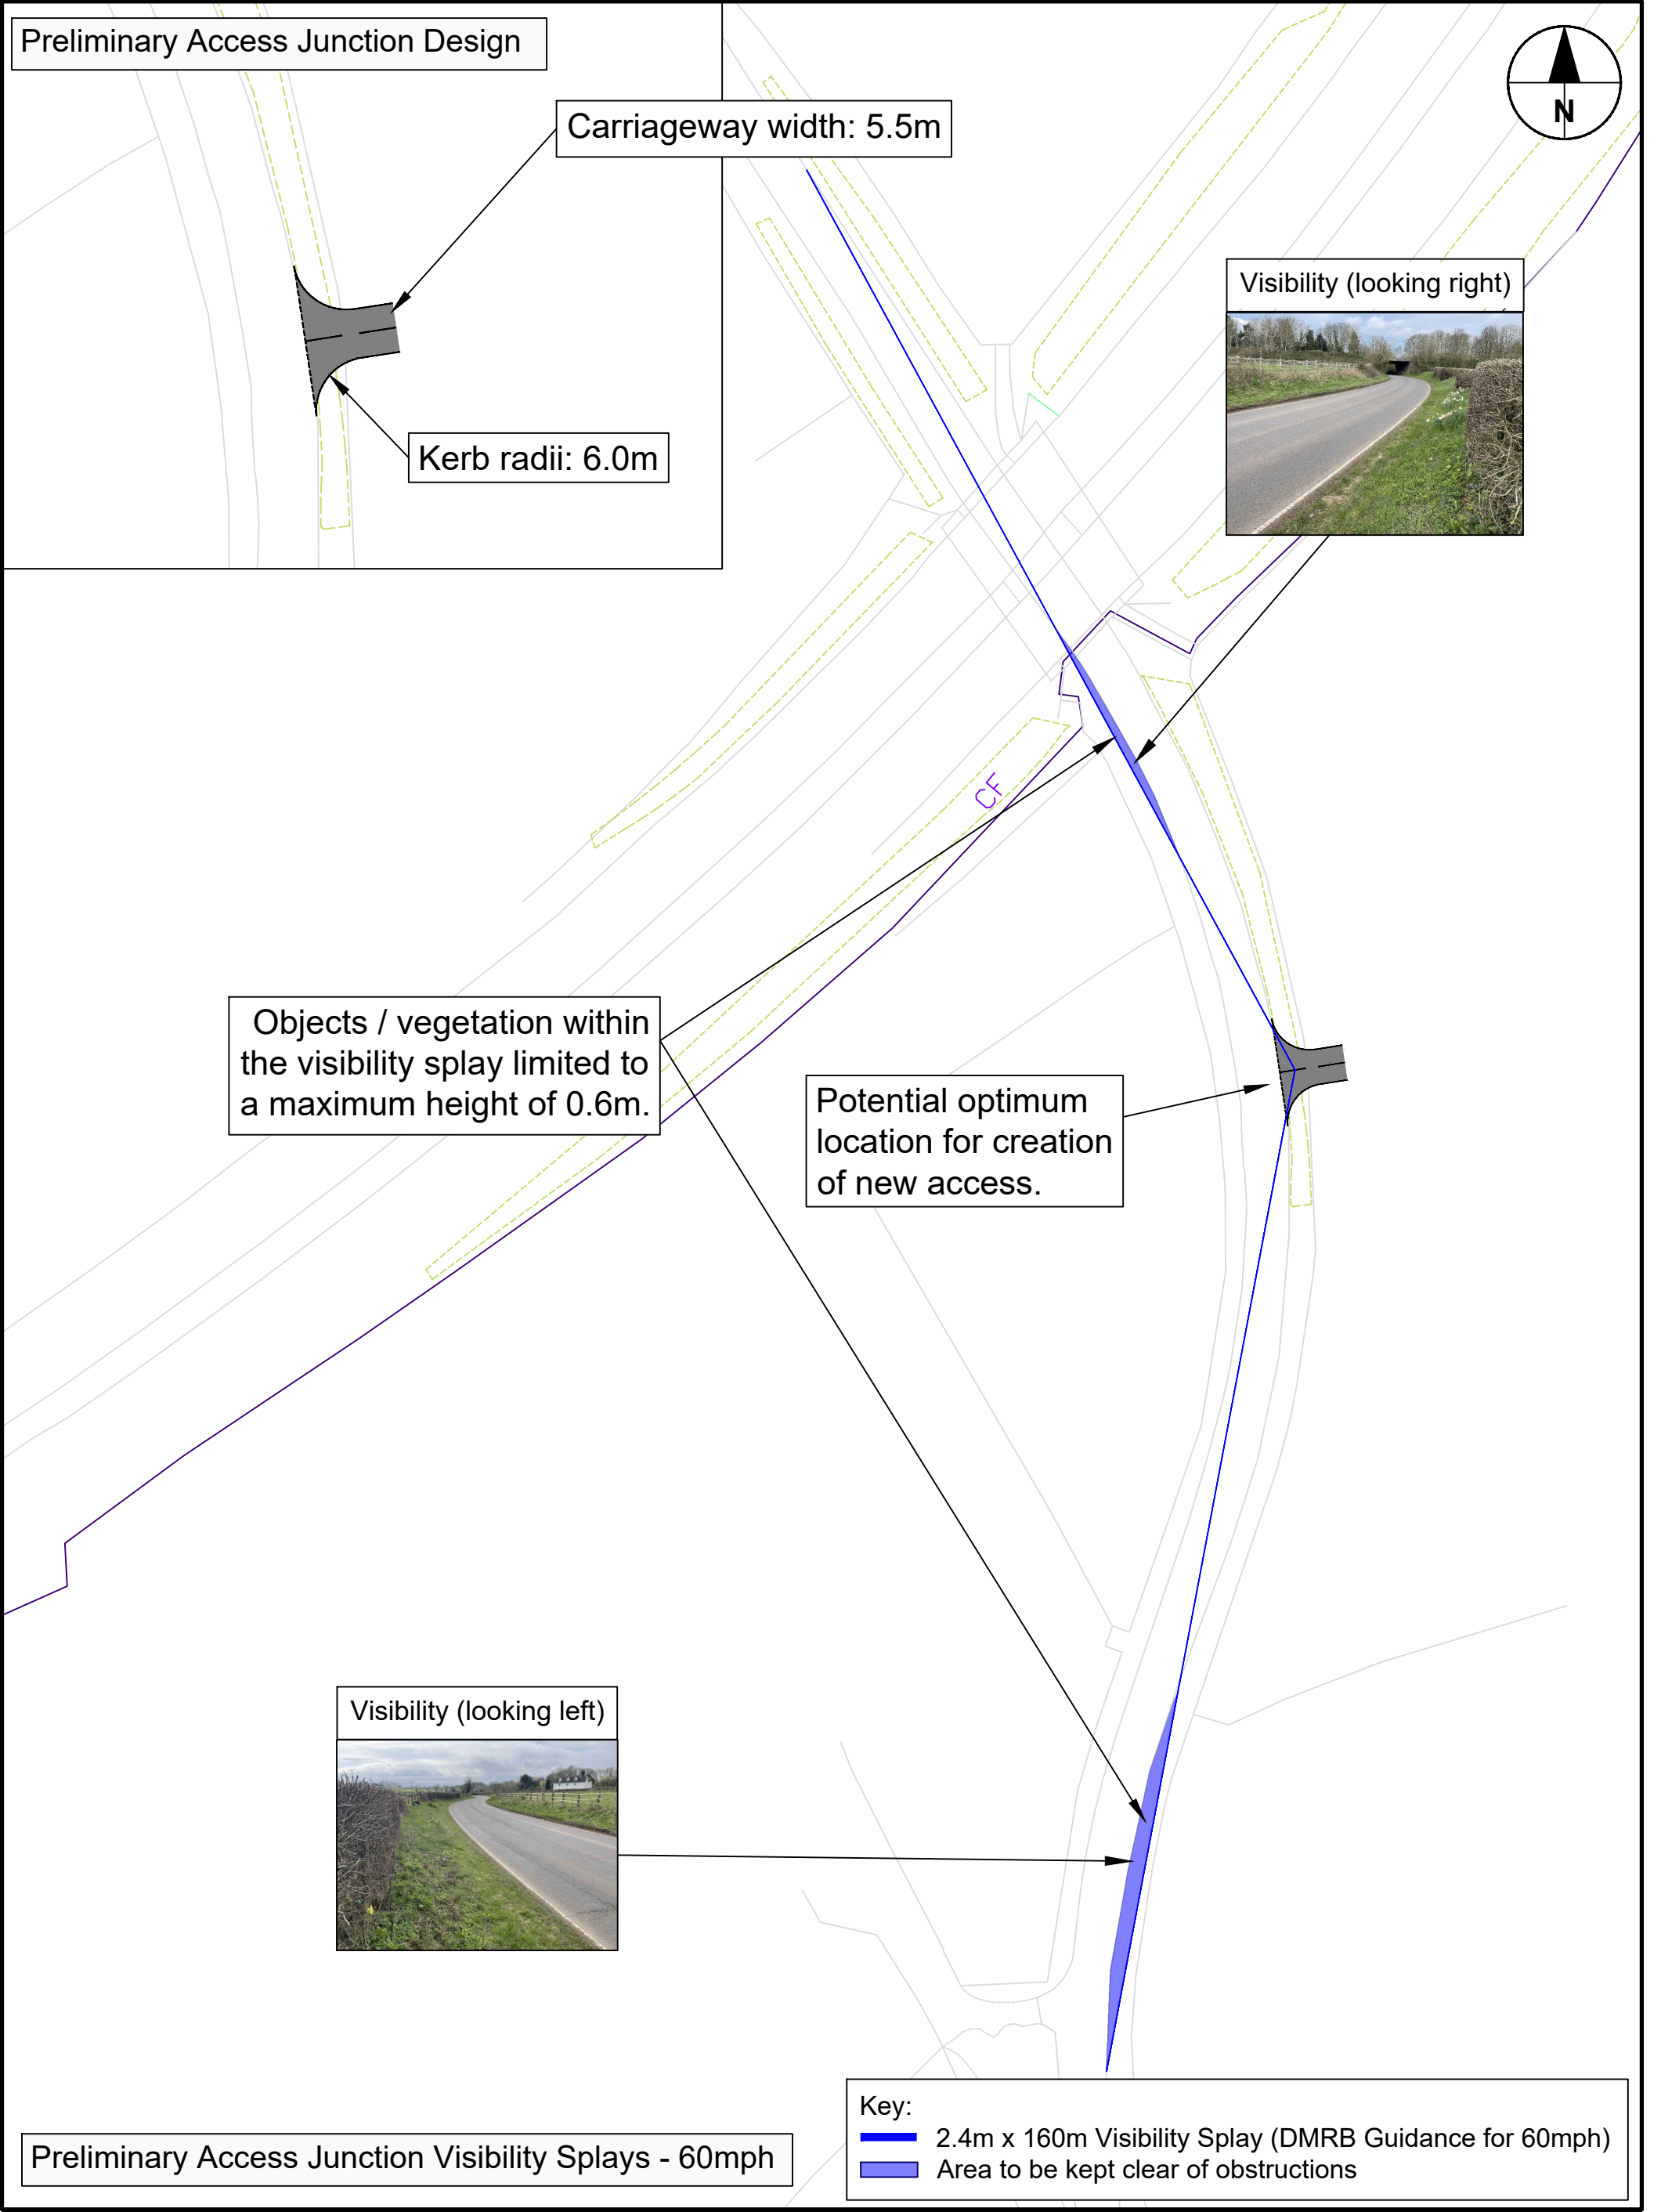 Preliminary Access Junction Design
Carriageway width: 5.5m
N
Kerb radii: 6.0m
Visibility (looking right)
CF
Objects / vegetation within
the visibility splay limited to
a maximum height of 0.6m.
Potential optimum
location for creation
of new access.
Visibility (looking left)
Key:
2.4m x 160m Visibility Splay (DMRB Guidance for 60mph)
Area to be kept clear of obstructions
Preliminary Access Junction Visibility Splays - 60mph